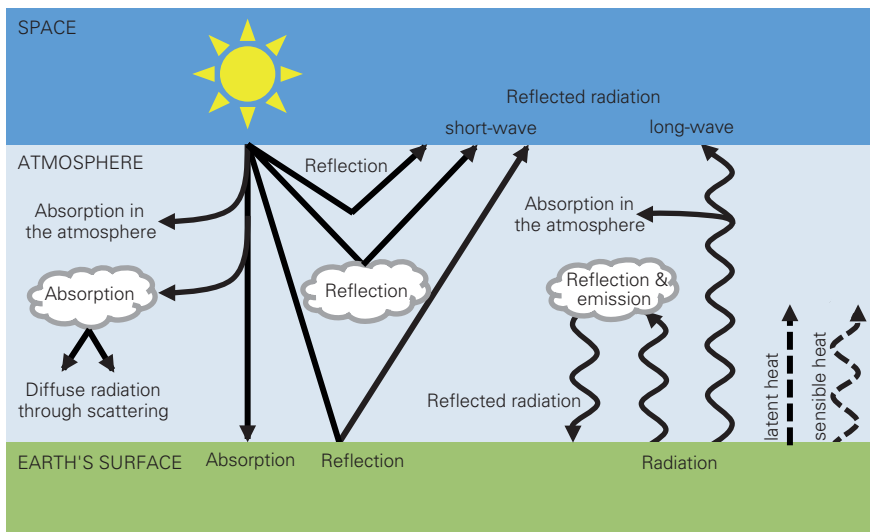 SPACE
Reflected radiation
short-wave
long-wave
ATMOSPHERE
Reflection
Absorption in
the atmosphere
Absorption in
the atmosphere
Absorption
Reflection
Reflection &
emission
Diffuse radiation
through scattering
Reflected radiation
latent heat
sensible heat
EARTH'S SURFACE
Absorption
Reflection
Radiation